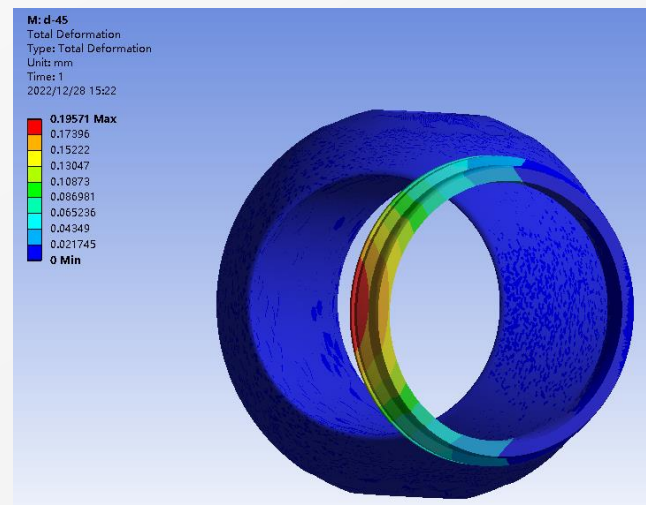 M: d-45
Total Deformation
Type: Total Deformation
Unit: mm
Time: 1
2022/12/28 15:22
0.19571 Max
0.17396
0.15222
0.13047
0.10873
0.086981
0.065236
0.04349
0.021745
0 Min